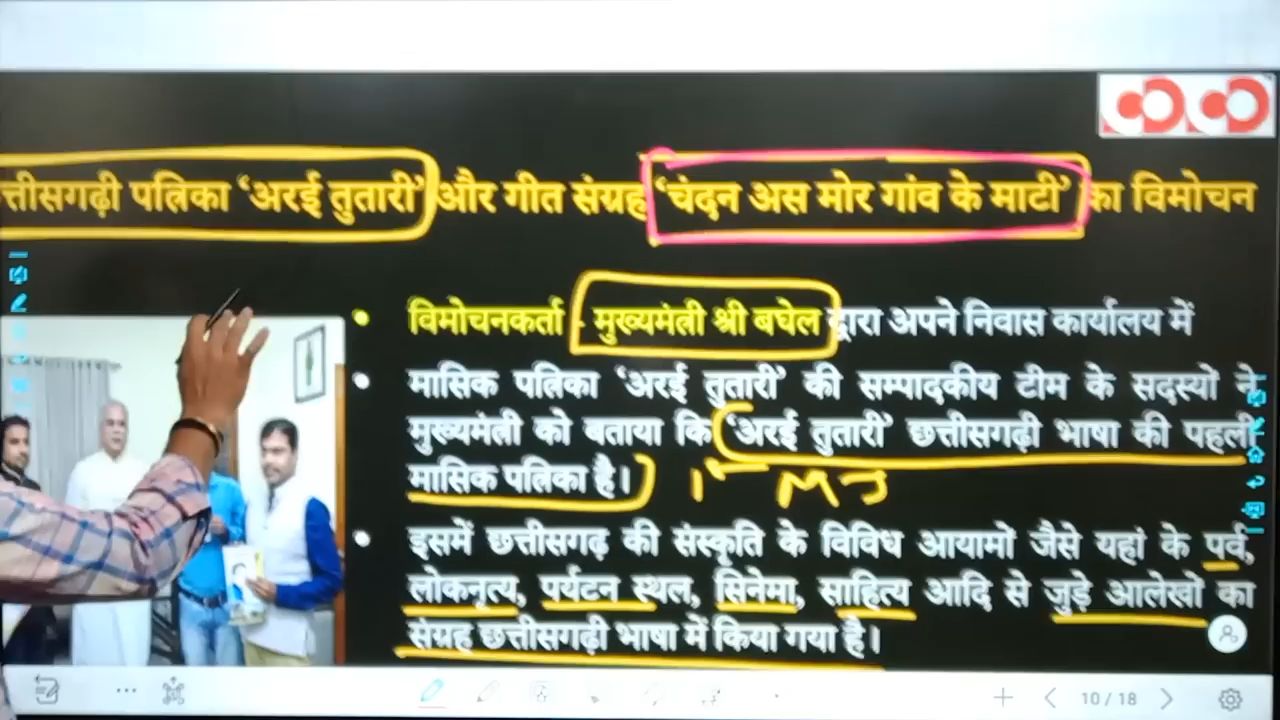 त्तीसगढ़ी पत्रिका ‘अरई तुतारी’ और गीत संग्रह ‘चंदन अस मोर गांव के माटी’ का विमोचन
विमोचनकर्ता - मुख्यमंत्री श्री बघेल द्वारा अपने निवास कार्यालय में
मासिक पत्रिका ‘अरई तुतारी’ की सम्पादकीय टीम के सदस्यों ने
मुख्यमंत्री को बताया कि ‘अरई तुतारी’ छत्तीसगढ़ी भाषा की पहली
मासिक पत्रिका है।
इसमें छत्तीसगढ़ की संस्कृति के विविध आयामों जैसे यहां के पर्व,
लोकनृत्य, पर्यटन स्थल, सिनेमा, साहित्य आदि से जुड़े आलेखों का
संग्रह छत्तीसगढ़ी भाषा में किया गया है।
10 / 18